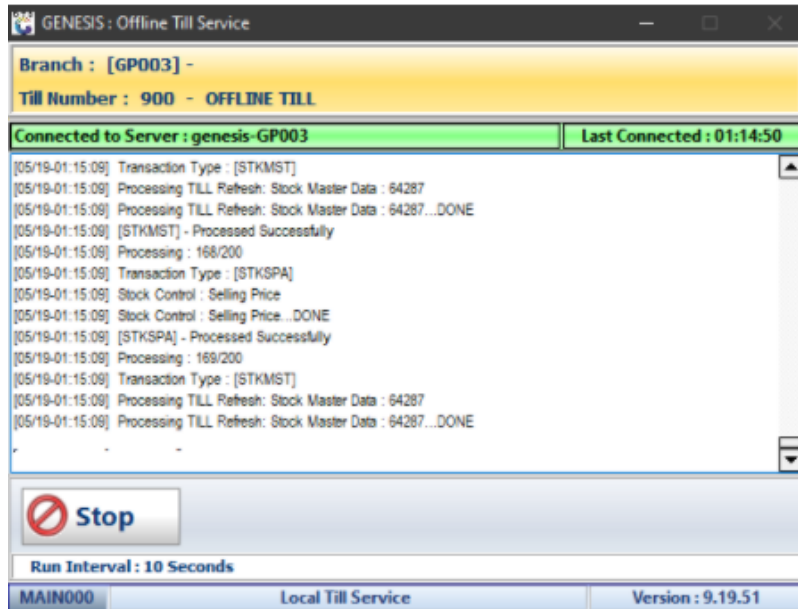 GENESIS : Offline Till Service
Branch : [GP003] -
Till Number : 900 - OFFLINE TILL
Connected to Server : genesis-GP003 Last Connected : 01:14:50
[05/19-01:15:09] Transaction Type : [STKMST]
[05/19-01:15:09] Processing TILL Refresh: Stock Master Data : 64287
[05/19-01:15:09] Processing TILL Refresh: Stock Master Data : 64287...DONE
[05/19-01:15:09] [STKMST] - Processed Successfully
[05/19-01:15:09] Processing : 168/200
[05/19-01:15:09] Transaction Type : [STKSPA]
[05/19-01:15:09] Stock Control : Selling Price
[05/19-01:15:09] Stock Control : Selling Price...DONE
[05/19-01:15:09] [STKSPA] - Processed Successfully
[05/19-01:15:09] Processing : 169/200
[05/19-01:15:09] Transaction Type : [STKMST]
[05/19-01:15:09] Processing TILL Refresh: Stock Master Data : 64287
[05/19-01:15:09] Processing TILL Refresh: Stock Master Data : 64287...DONE
Stop
Run Interval : 10 Seconds
MAIN000 Local Till Service Version : 9.19.51